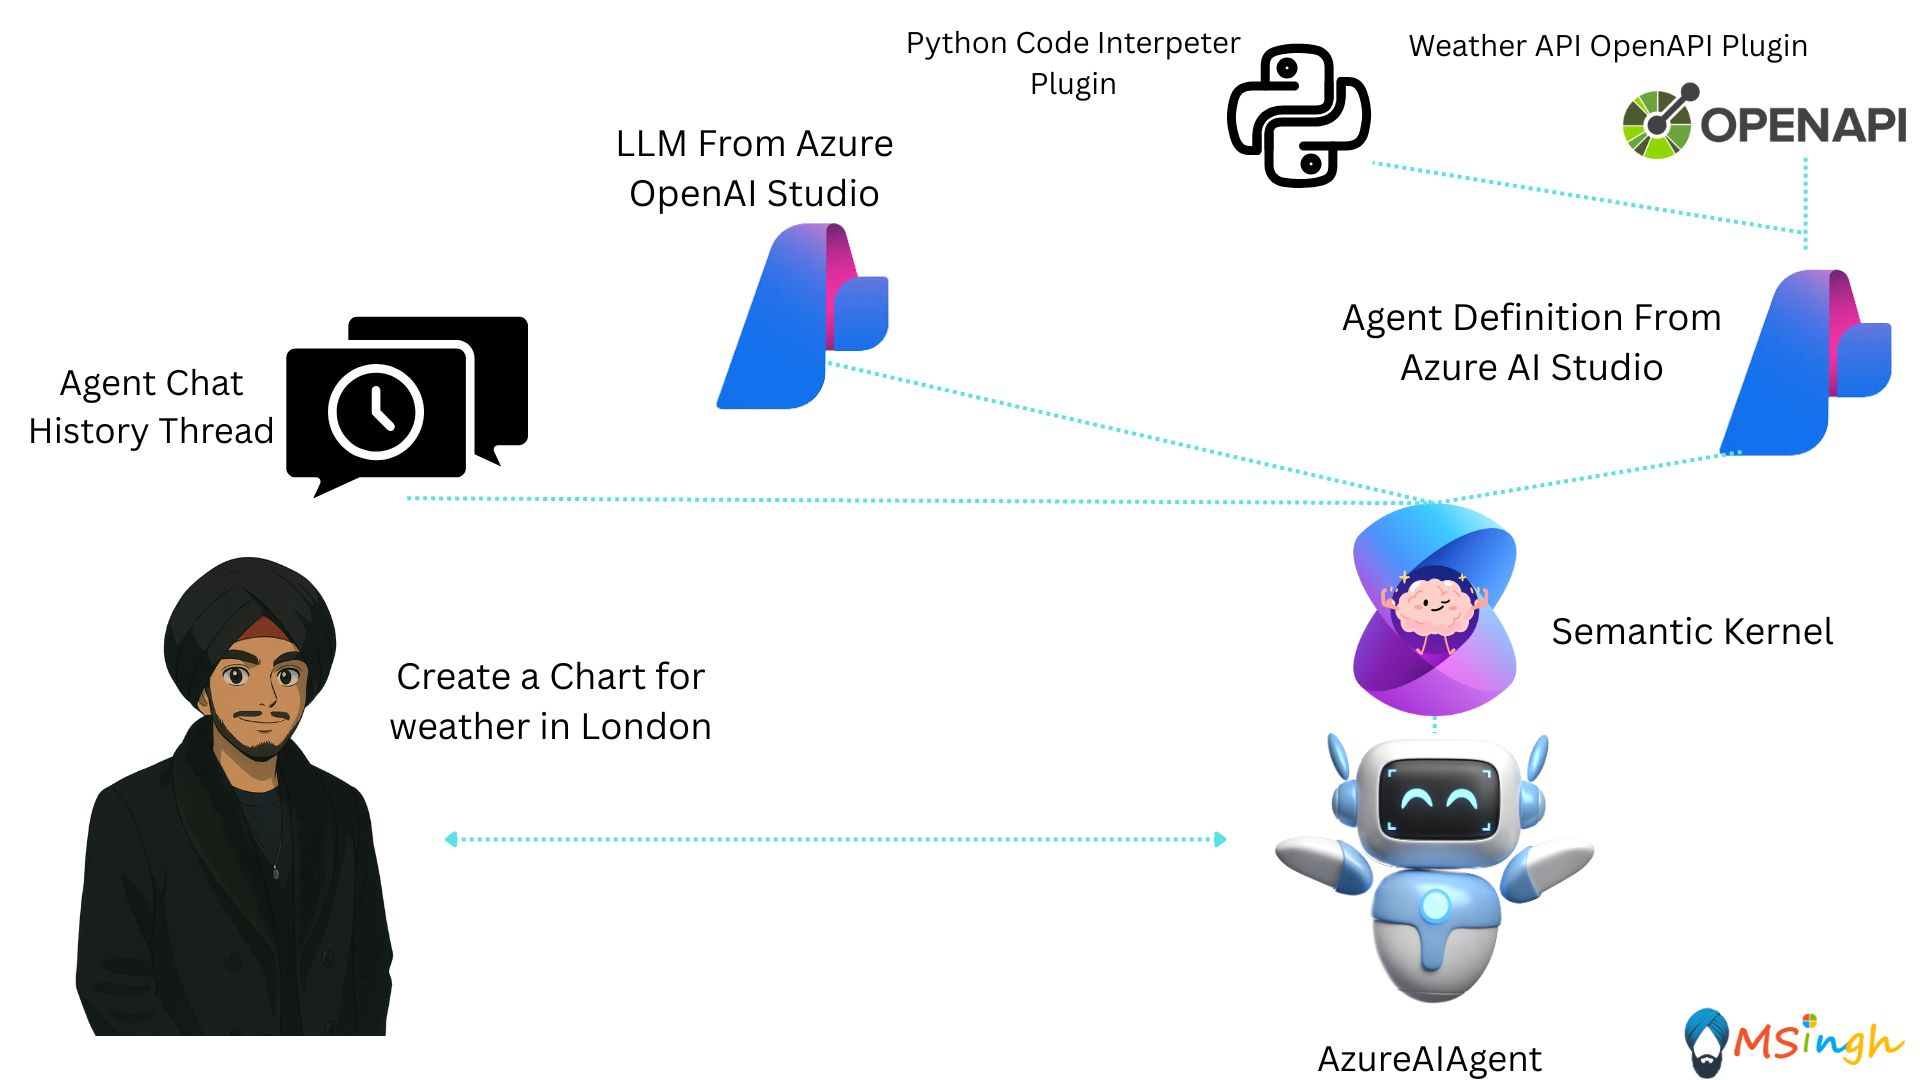 Python Code Interpeter
Plugin
Weather API OpenAPI Plugin
OPENAPI
LLM From Azure
OpenAI Studio
Agent Definition From
Azure AI Studio
Agent Chat
History Thread
Semantic Kernel
Create a Chart for
weather in London
AzureAIAgent
MSingh